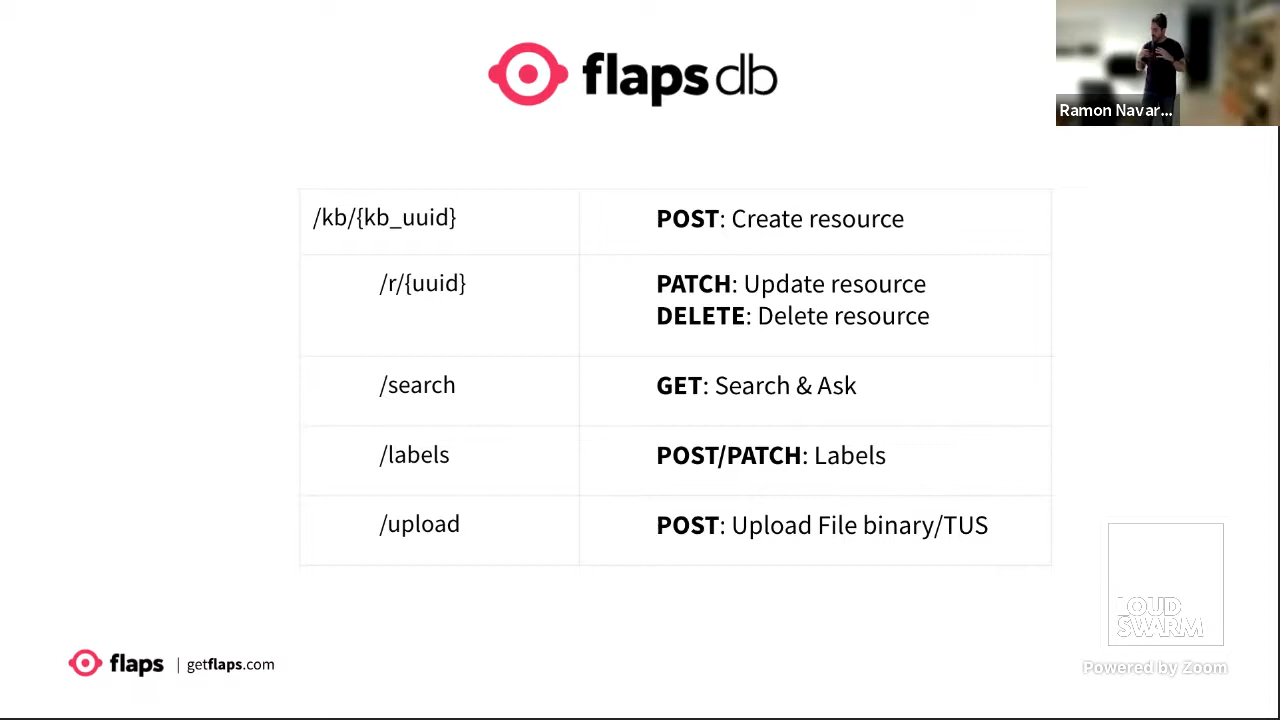 flaps db
Ramon Navar...
/kb/{kb_uuid}
POST: Create resource
/r/{uuid}
PATCH: Update resource
DELETE: Delete resource
/search
GET: Search & Ask
/labels
POST/PATCH: Labels
/upload
POST: Upload File binary/TUS
LOUD
SWARM
flaps | getflaps.com
Powered by Zoom